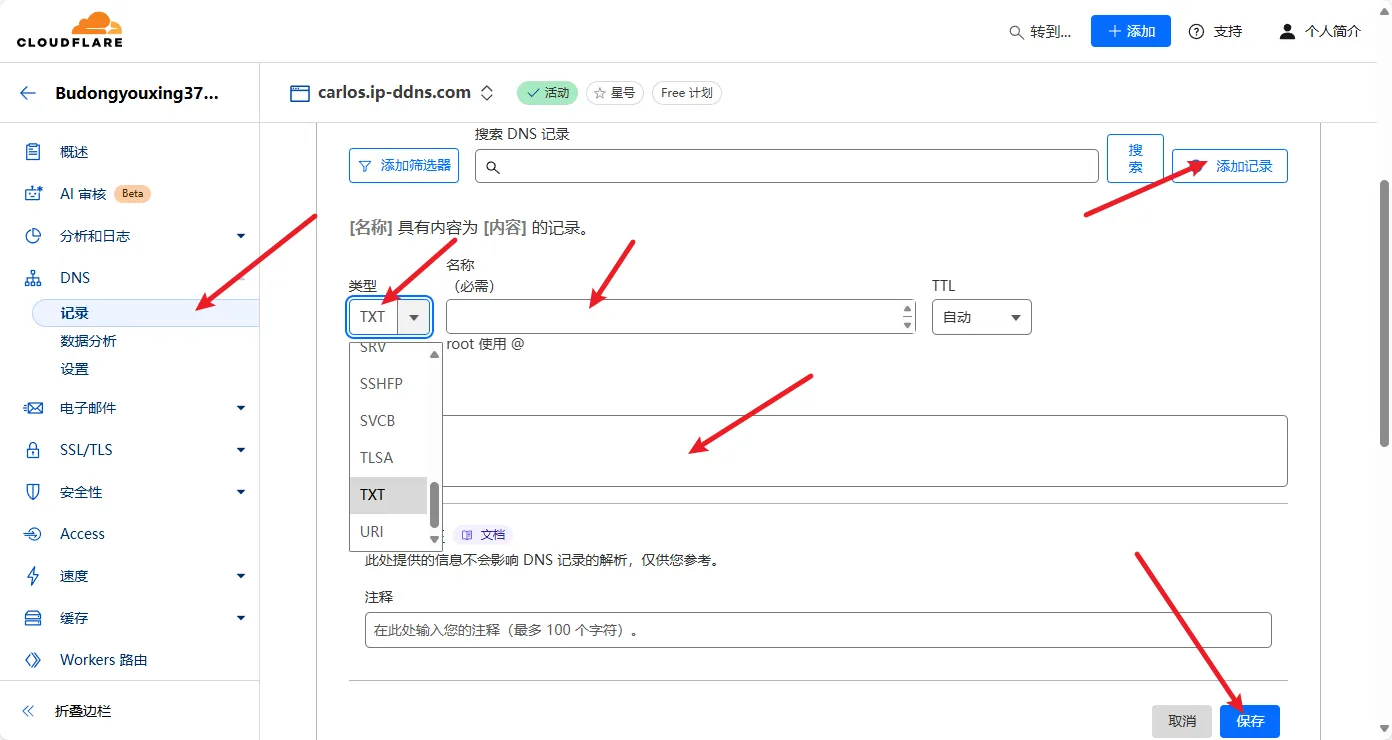 CLOUDFLARE
转到...
添加
支持
个人简介
Budongyouxing37...
carlos.ip-ddns.com
活动
星号
Free 计划
概述
AI 审核 Beta
分析和日志
DNS
记录
数据分析
设置
电子邮件
SSL/TLS
安全性
Access
速度
缓存
Workers 路由
折叠边栏
搜索 DNS 记录
添加筛选器
搜
索
添加记录
[名称] 具有内容为 [内容] 的记录。
类型
名称
（必需）
TTL
TXT
自动
root 使用 @
SRV
SSHFP
SVCB
TLSA
TXT
URI
文档
此处提供的信息不会影响 DNS 记录的解析，仅供您参考。
注释
在此处输入您的注释（最多 100 个字符）。
取消
保存